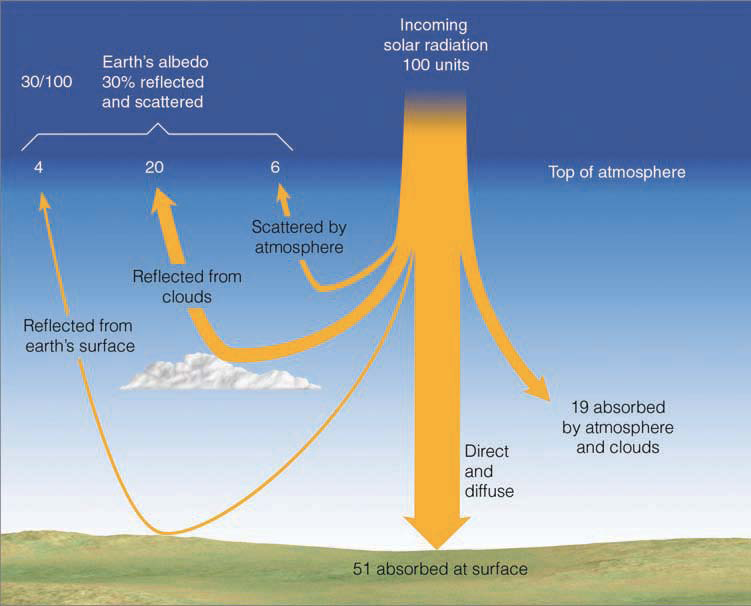 Incoming
solar radiation
100 units
30/100
Earth's albedo
30% reflected
and scattered
4
20
6
Top of atmosphere
Scattered by
atmosphere
Reflected from
clouds
Reflected from
earth's surface
19 absorbed
by atmosphere
and clouds
Direct
and
diffuse
51 absorbed at surface